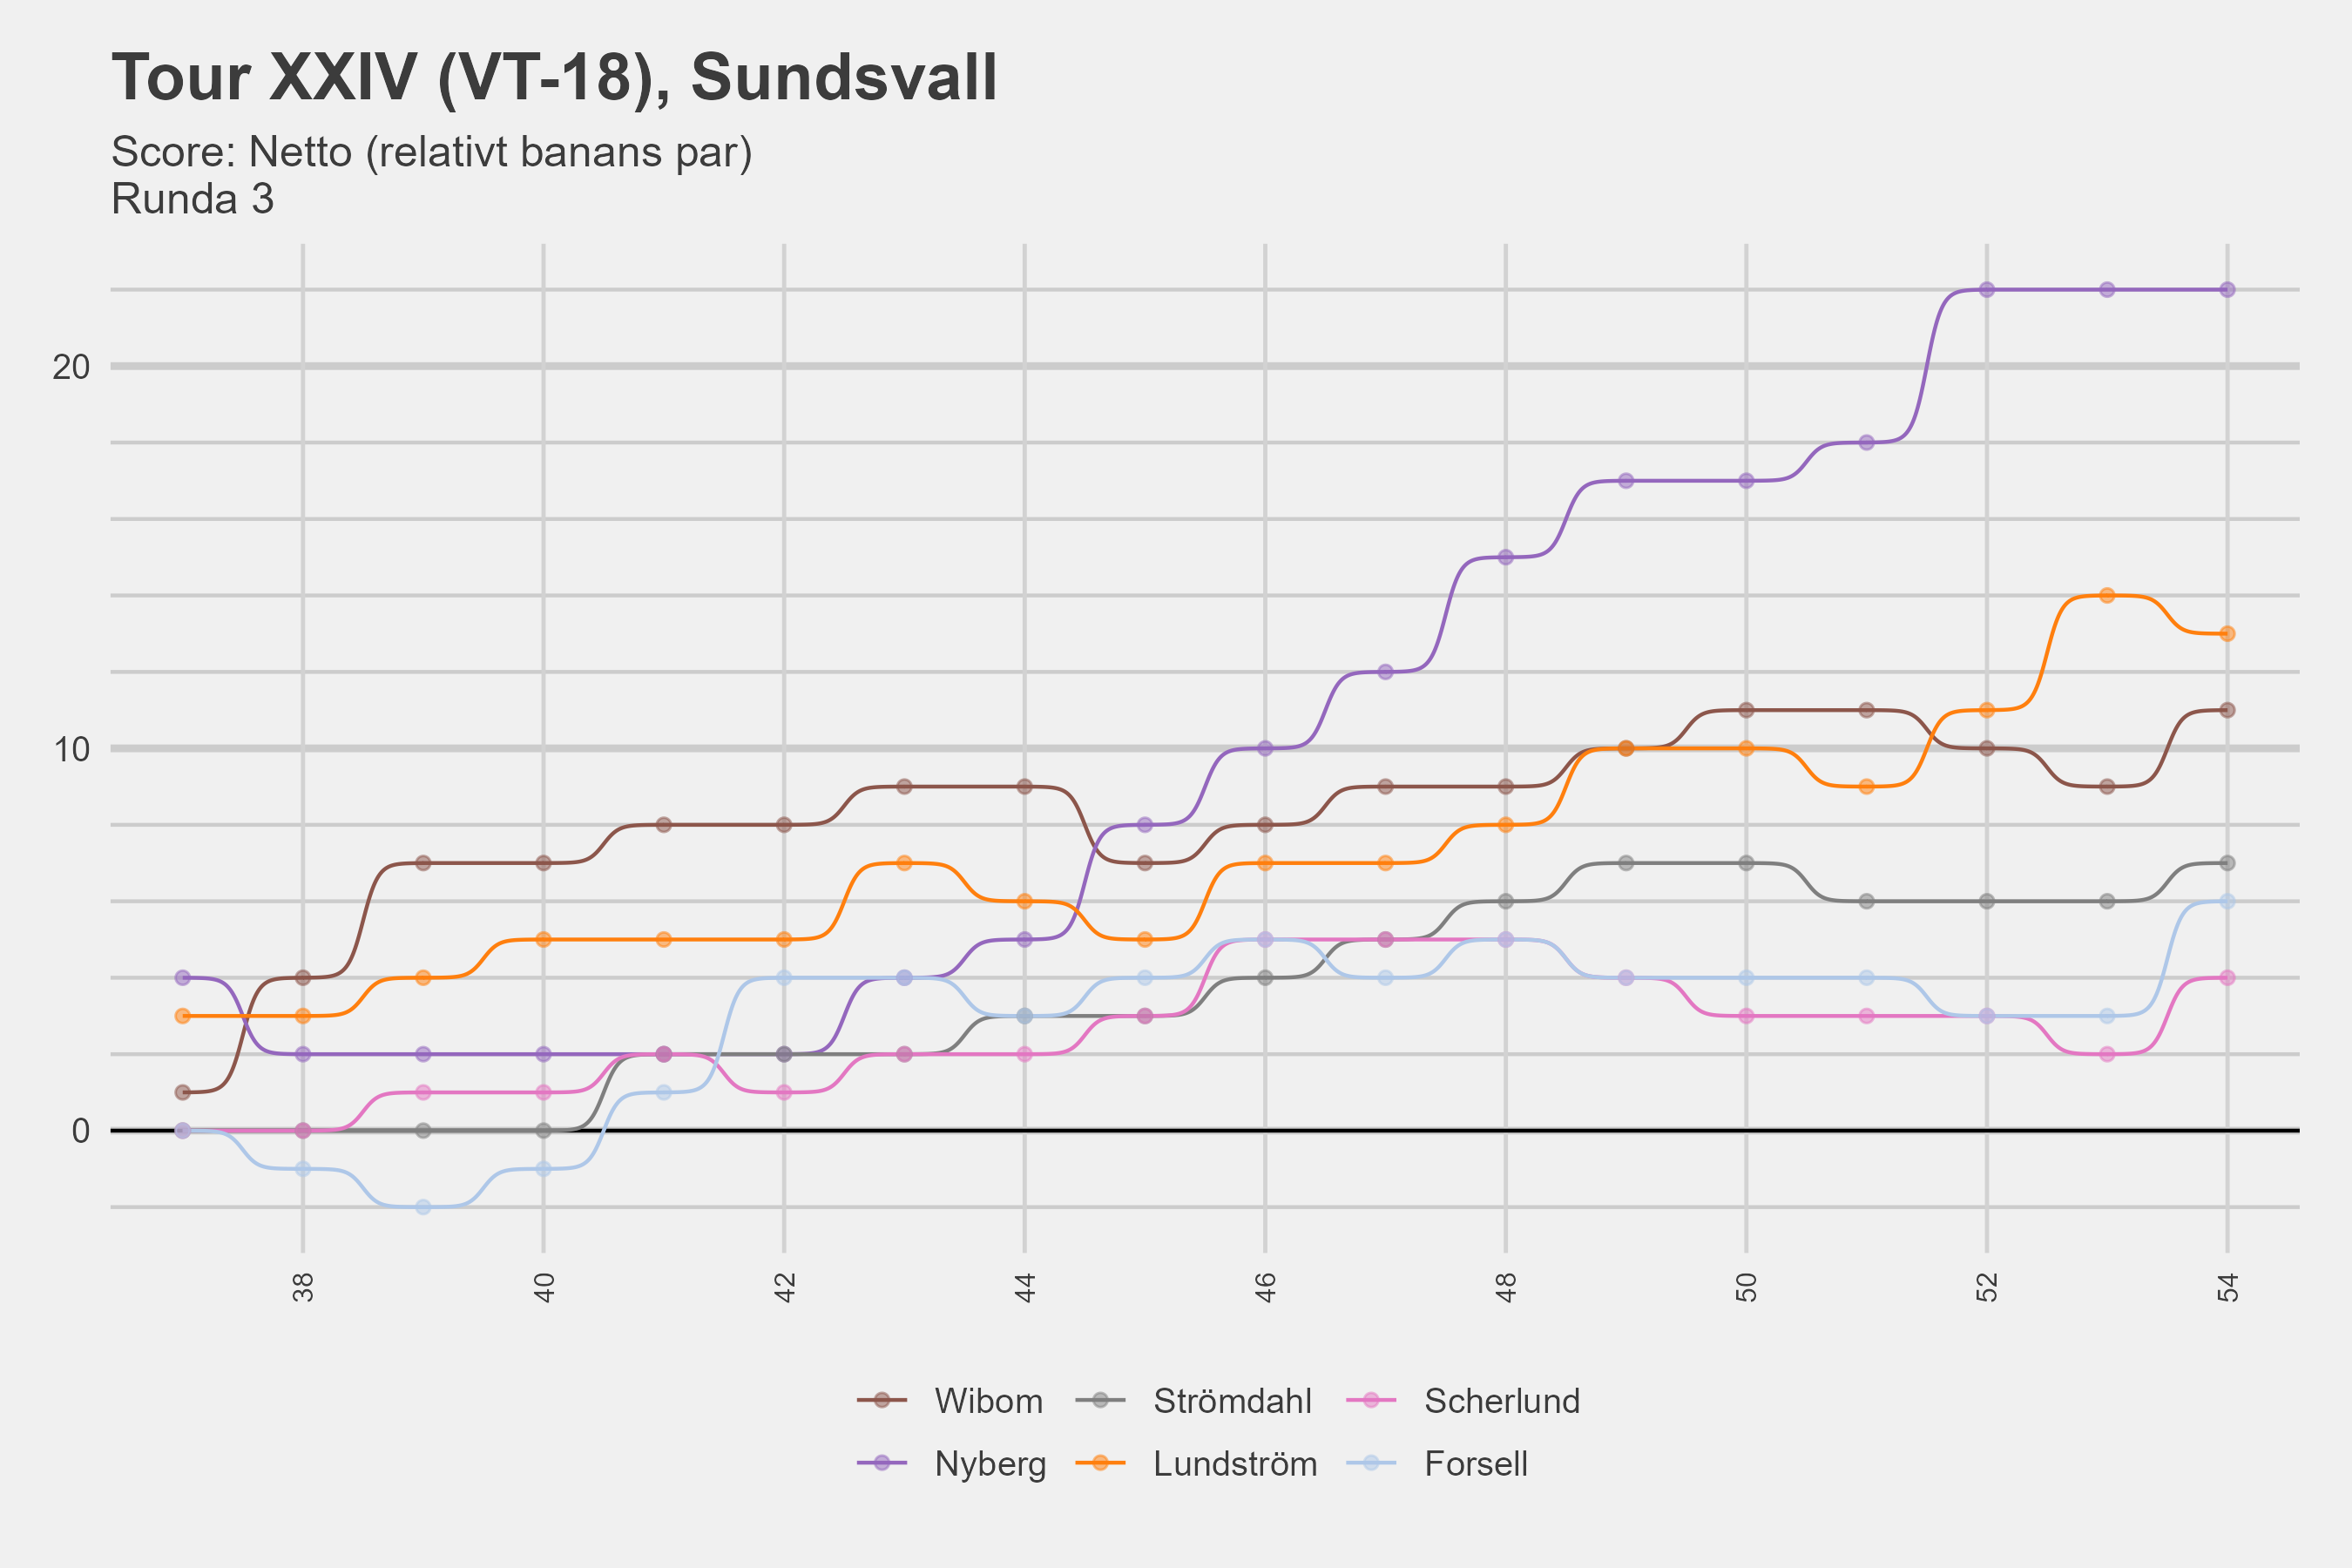 Tour XXIV (VT-18), Sundsvall
Score: Netto (relativt banans par)
Runda 3
20
10
0
38 40 42 44 46 48 50 52 54
Wibom Strömdahl Scherlund
Nyberg Lundström Forsell